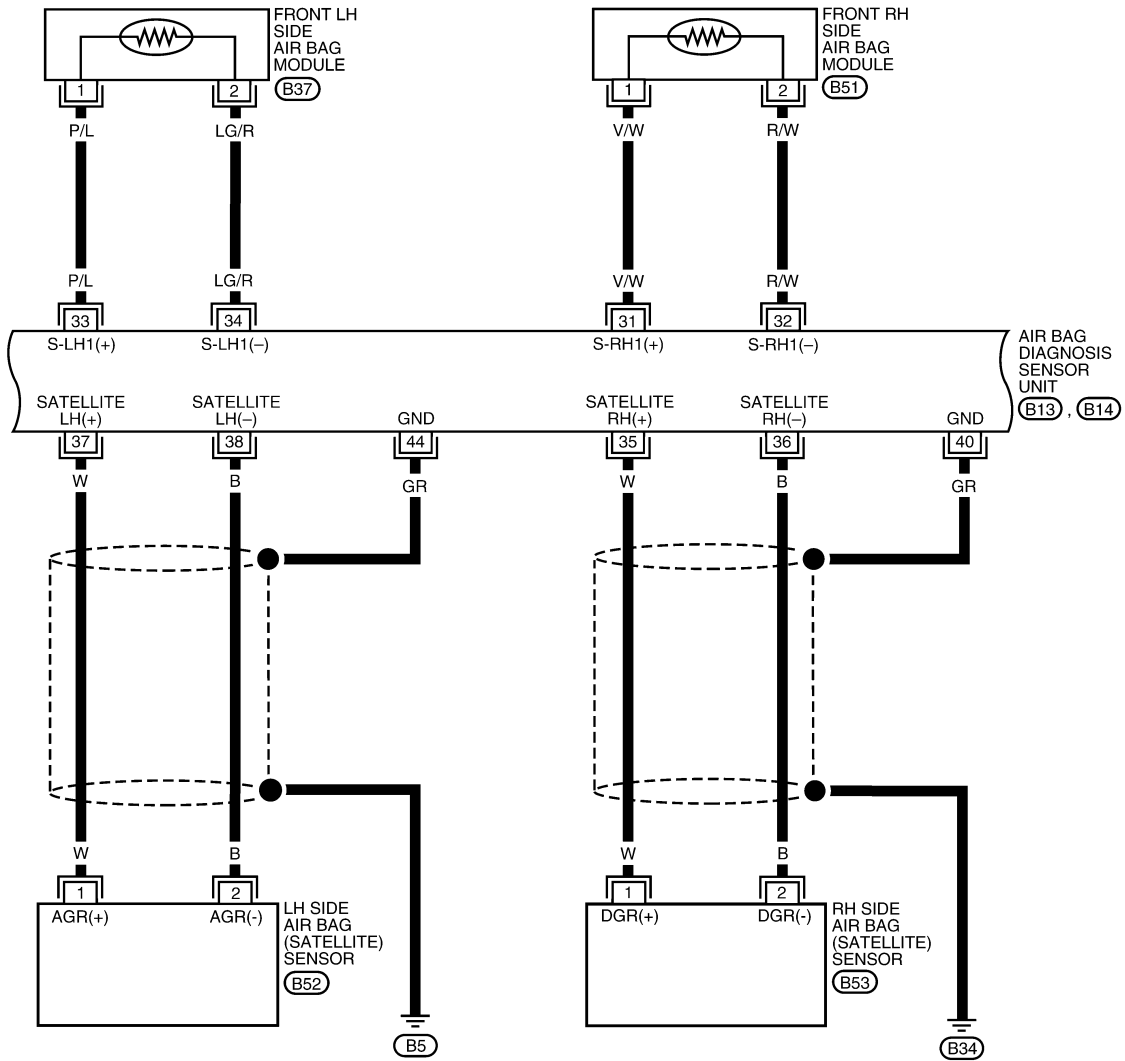 FRONT LH
SIDE
AIR BAG
MODULE
B37
1
2
P/L
LG/R
FRONT RH
SIDE
AIR BAG
MODULE
B51
1
2
V/W
R/W
P/L
LG/R
V/W
R/W
33
34
31
32
S-LH1(+)
S-LH1(–)
S-RH1(+)
S-RH1(–)
AIR BAG
DIAGNOSIS
SENSOR
UNIT
B13 , B14
SATELLITE
LH(+)
SATELLITE
LH(–)
GND
SATELLITE
RH(+)
SATELLITE
RH(–)
GND
37
38
44
35
36
40
W
B
GR
W
B
GR
W
B
W
B
1
2
1
2
AGR(+)
AGR(-)
LH SIDE
AIR BAG
(SATELLITE)
SENSOR
B52
DGR(+)
DGR(-)
RH SIDE
AIR BAG
(SATELLITE)
SENSOR
B53
B5
B34